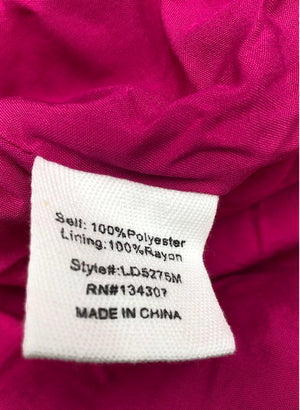 Self: 100%Polyester
Lining:100%Rayon
Style#:LD5275M
RN#134307
MADE IN CHINA